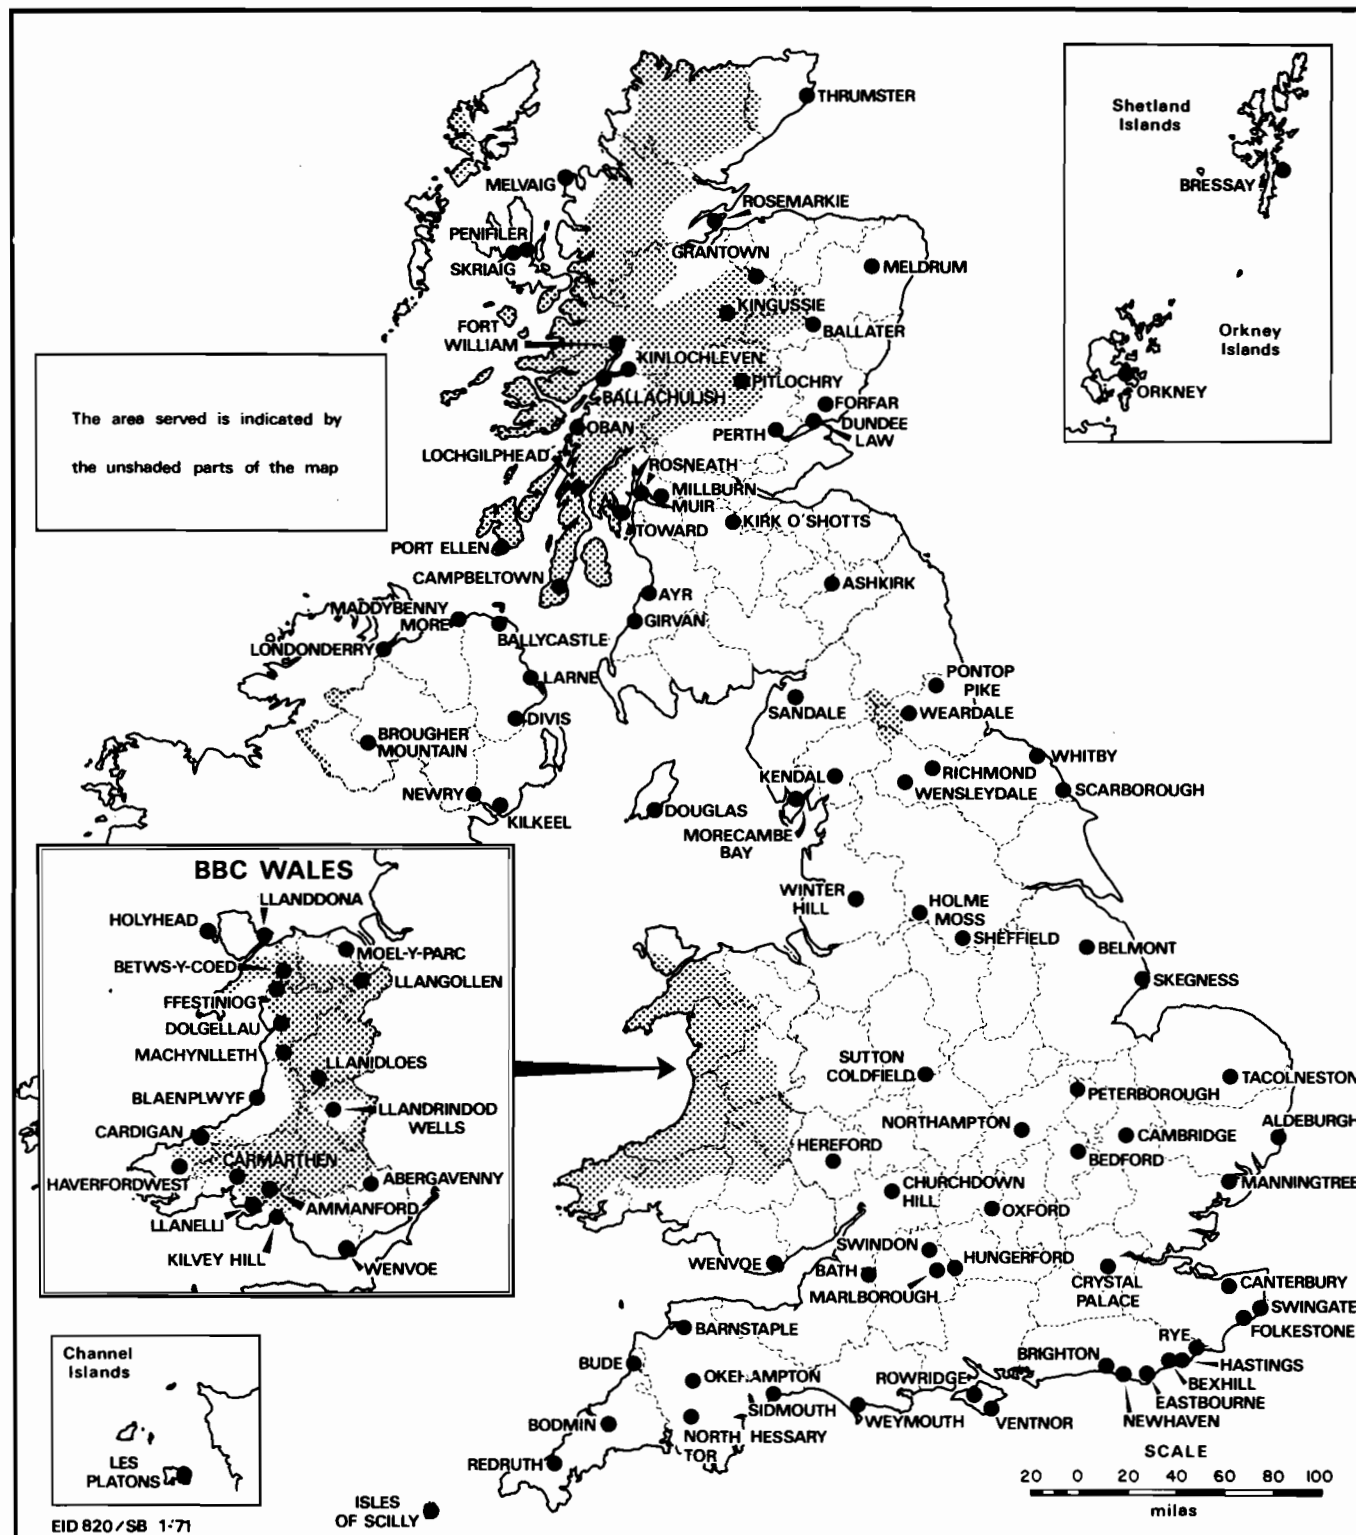 THRUMSTER
Shetland
Islands
BRESSAY
MELVAIG
ROSEMARKIE
PENIFILER
SKRIAIG
GRANTOWN
MELDRUM
KINGUSSIE
FORT
WILLIAM
BALLATER
Orkney
Islands
KINLOCHLEVEN
PITLOCHRY
BALLACHULISH
ORKNEY
FORFAR
The area served is indicated by
the unshaded parts of the map
OBAN
PERTH
DUNDEE
LAW
LOCHGILPHEAD
ROSNEATH
MILLBURN
MUIR
KIRK O'SHOTTS
TOWARD
PORT ELLEN
CAMPBELTOWN
ASHKIRK
AYR
MADDYBENNY
MORE
GIRVAN
BALLYCASTLE
LONDONDERRY
LARNE
PONTOP
PIKE
SANDALE
WEARDALE
DIVIS
BROUGHER
MOUNTAIN
WHITBY
KENDAL
RICHMOND
WENSLEYDALE
SCARBOROUGH
NEWRY
KILKEEL
DOUGLAS
MORECAMBE
BAY
BBC WALES
LLANDDONA
HOLYHEAD
MOEL-Y-PARC
BETWS-Y-COED
LLANGOLLEN
FFESTINIOG
DOLGELLAU
MACHYNLLETH
LLANIDLOES
BLAENPLWYF
LLANDRINDOD
WELLS
CARDIGAN
CARMARTHEN
HAVERFORDWEST
ABERGAVENNY
AMMANFORD
LLANELLI
KILVEY HILL
WENVOE
WINTER
HILL
HOLME
MOSS
SHEFFIELD
BELMONT
SKEGNESS
SUTTON
COLDFIELD
TACOLNESTON
PETERBOROUGH
NORTHAMPTON
ALDEBURGH
CAMBRIDGE
HEREFORD
BEDFORD
MANNINGTREE
CHURCHDOWN
HILL
OXFORD
SWINDON
HUNGERFORD
WENVOE
BATH
MARLBOROUGH
CRYSTAL
PALACE
CANTERBURY
SWINGATE
FOLKESTONE
BARNSTAPLE
RYE
BUDE
BRIGHTON
HASTINGS
BEXHILL
EASTBOURNE
NEWHAVEN
OKEHAMPTON
ROWRIDGE
SIDMOUTH
WEYMOUTH
VENTNOR
BODMIN
NORTH HESSARY
TOR
REDRUTH
ISLES
OF SCILLY
Channel
Islands
LES
PLATONS
SCALE
20 0 20 40 60 80 100
miles
EID 820/SB 1-71